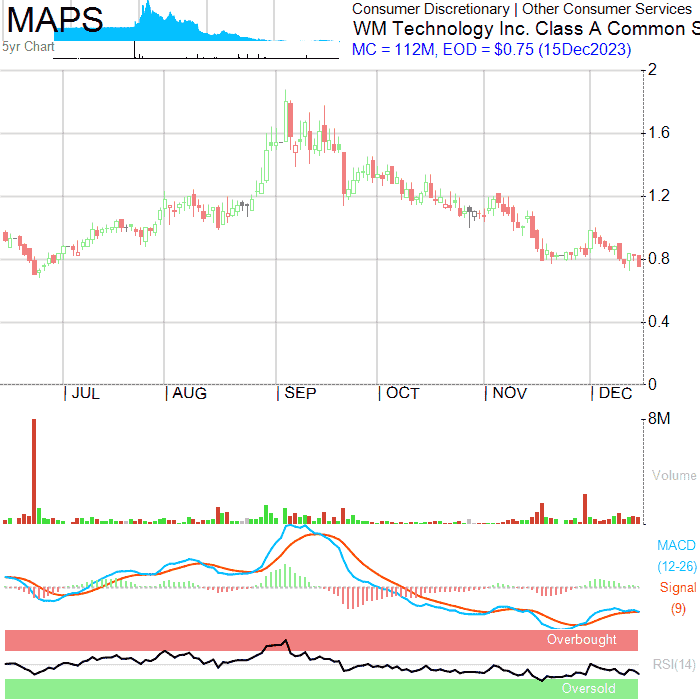 MAPS
5yr Chart
Consumer Discretionary | Other Consumer Services
WM Technology Inc. Class A Common S
MC = 112M, EOD = $0.75 (15Dec2023)
2
1.6
1.2
0.8
0.4
0
JUL AUG SEP OCT NOV DEC
8M
Volume
MACD
(12-26)
Signal
(9)
Overbought
RSI(14)
Oversold